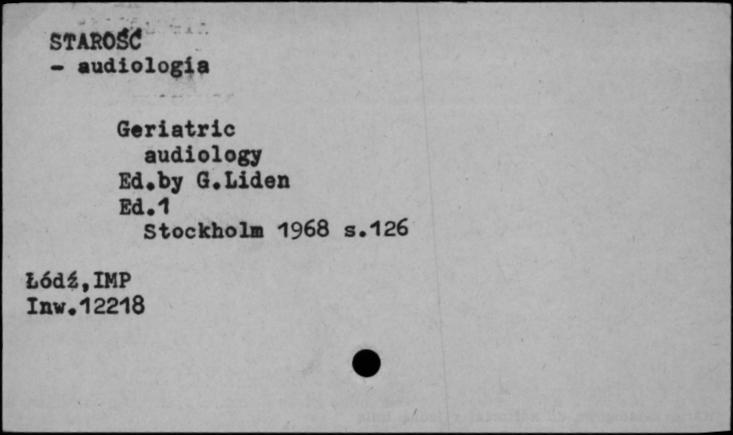 STAROŚĆ
- audiologia
Geriatric
audiology
Ed.by G.Liden
Ed.1
Stockholm 1968 s.126
Łódź,IMP
Inw.12218